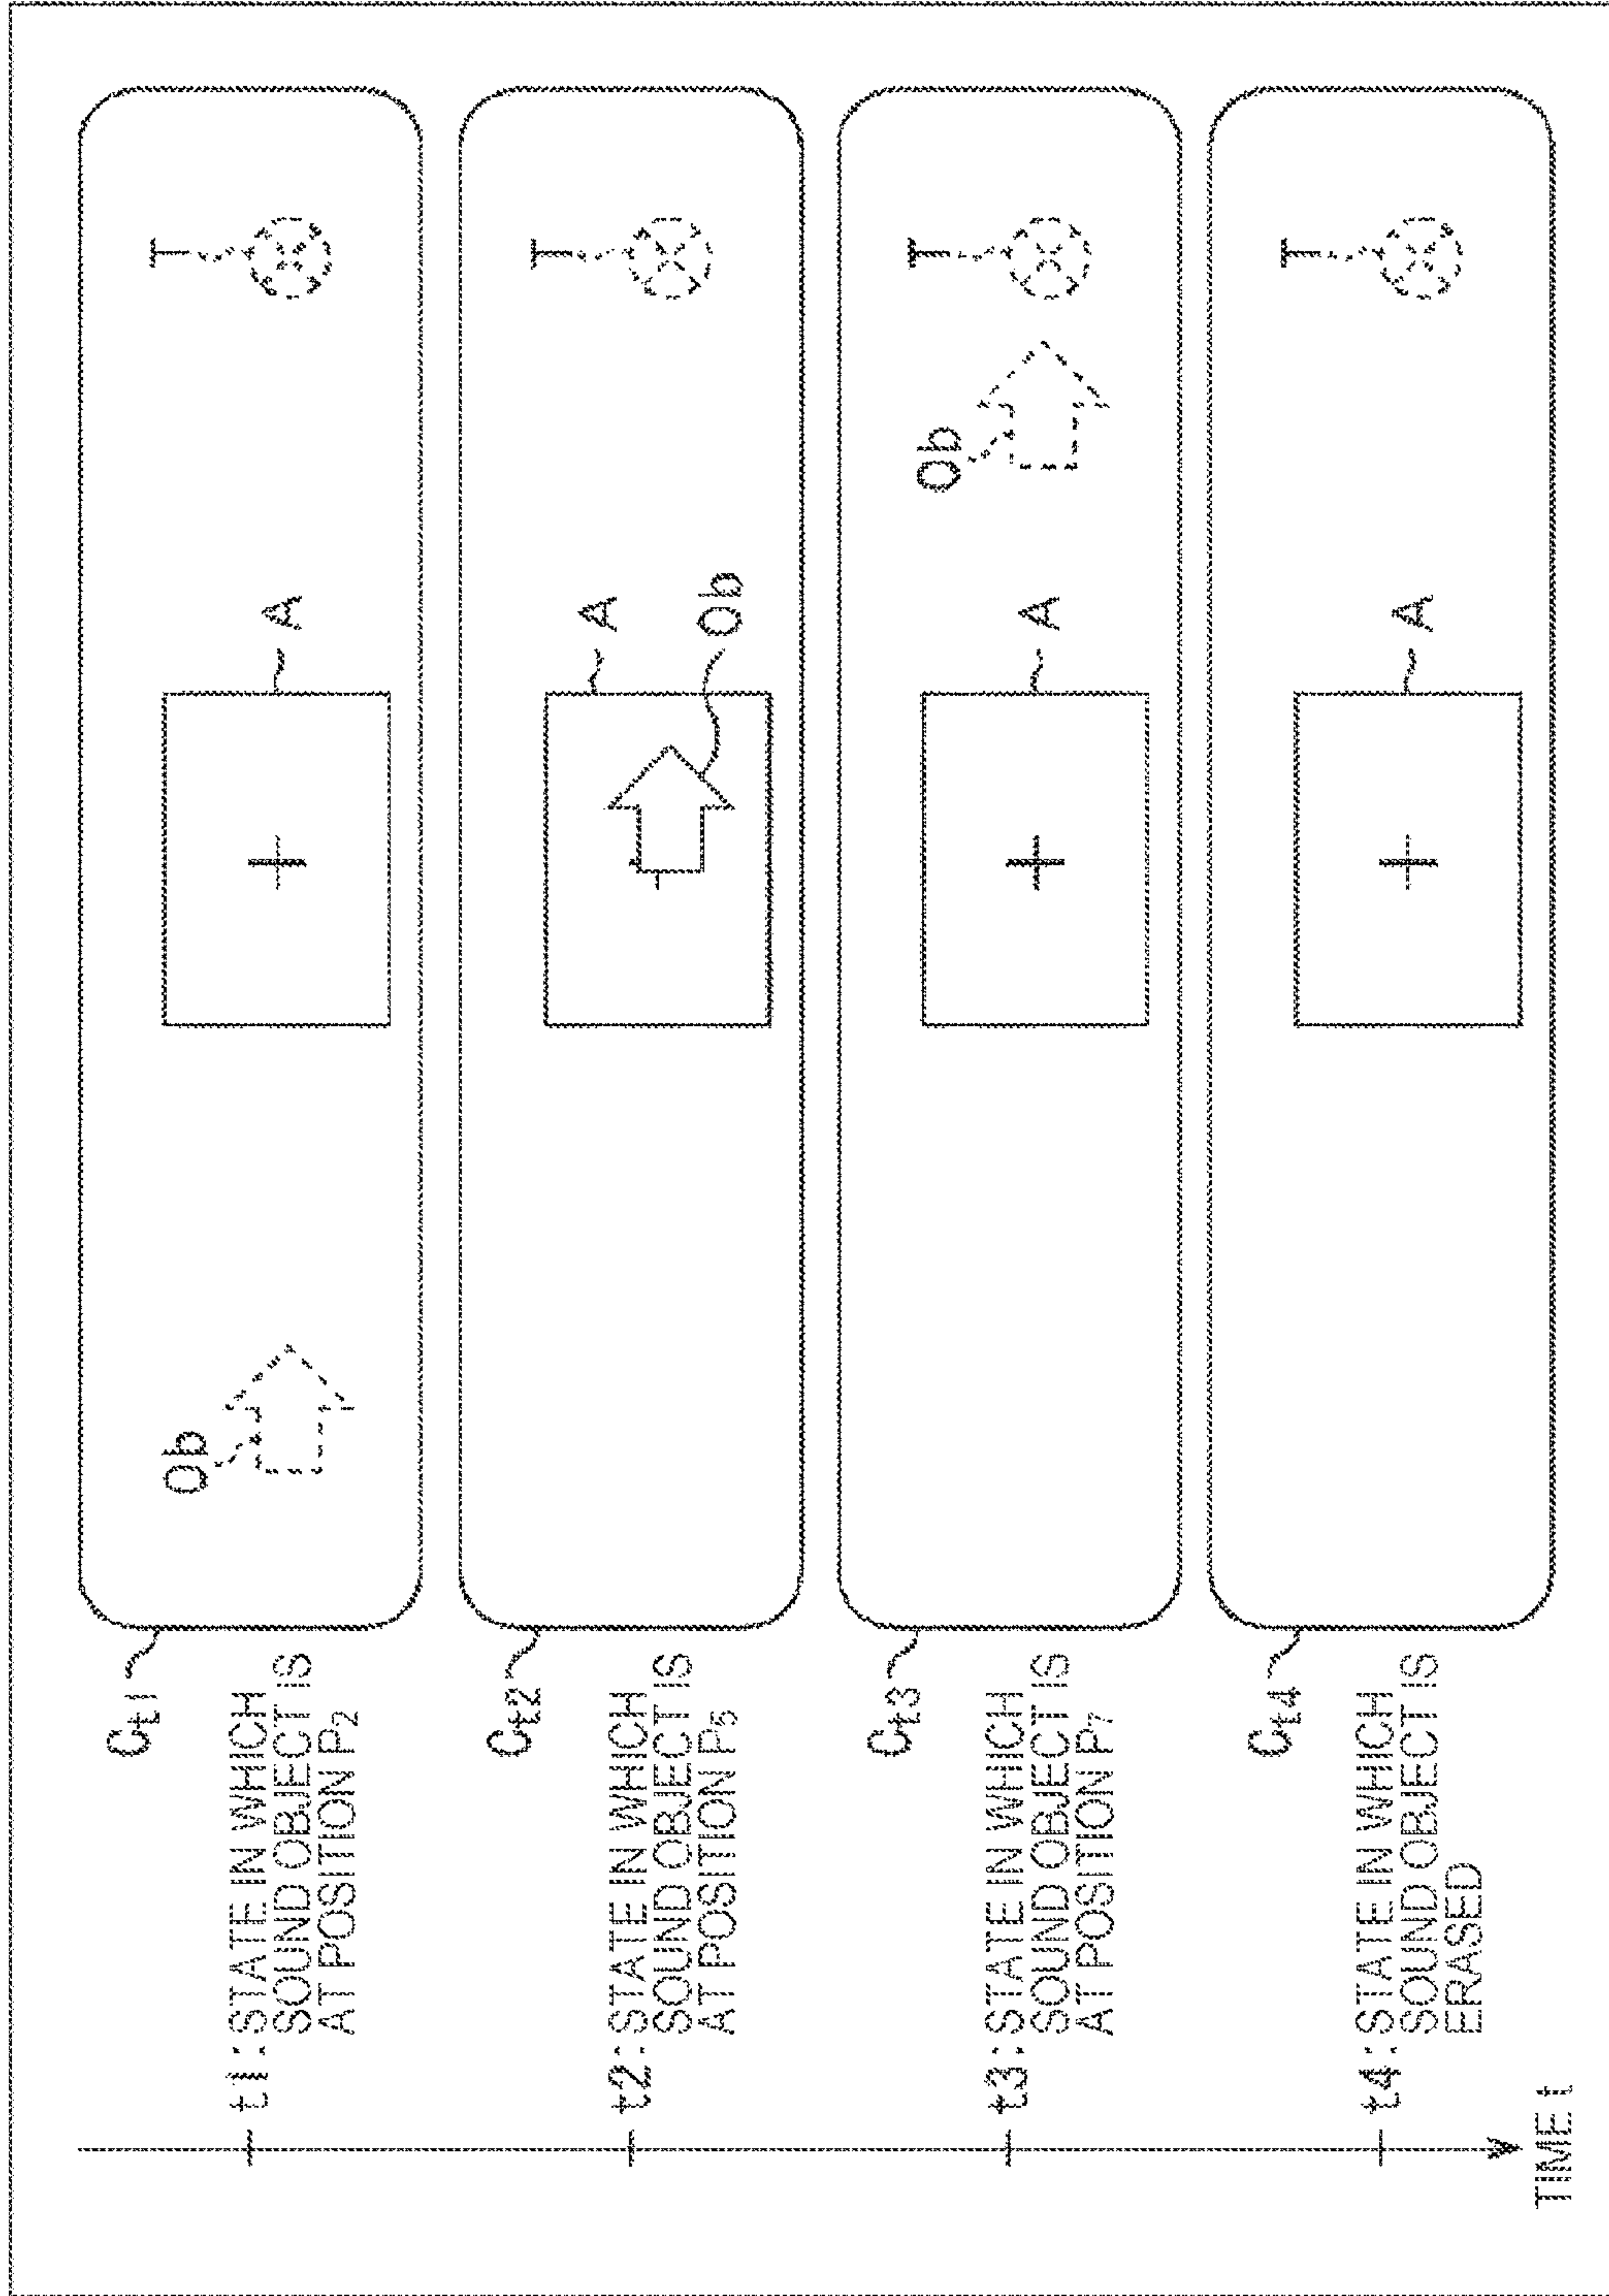 Ct1
t1:STATE IN WHICH
SOUND OBJECT IS
AT POSITION P2
Ob
A
T
Ct2
t2:STATE IN WHICH
SOUND OBJECT IS
AT POSITION P5
A
Ob
T
Ct3
t3:STATE IN WHICH
SOUND OBJECT IS
AT POSITION P7
A
Ob
T
Ct4
t4:STATE IN WHICH
SOUND OBJECT IS
ERASED
A
T
TIME t